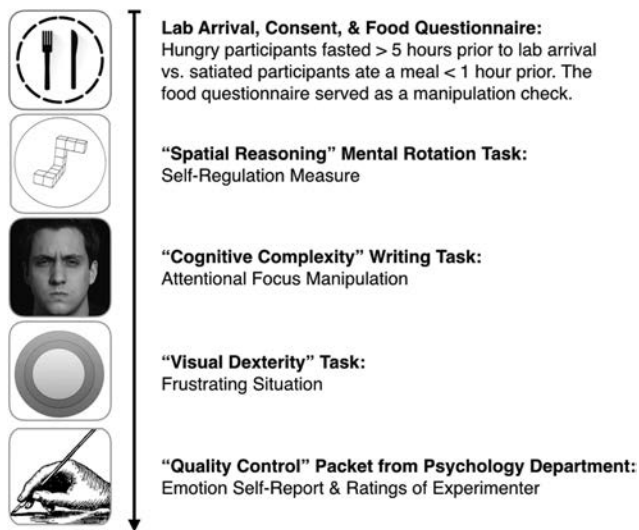 Lab Arrival, Consent, & Food Questionnaire:
Hungry participants fasted > 5 hours prior to lab arrival
vs. satiated participants ate a meal < 1 hour prior. The
food questionnaire served as a manipulation check.
“Spatial Reasoning” Mental Rotation Task:
Self-Regulation Measure
“Cognitive Complexity” Writing Task:
Attentional Focus Manipulation
“Visual Dexterity” Task:
Frustrating Situation
“Quality Control” Packet from Psychology Department:
Emotion Self-Report & Ratings of Experimenter